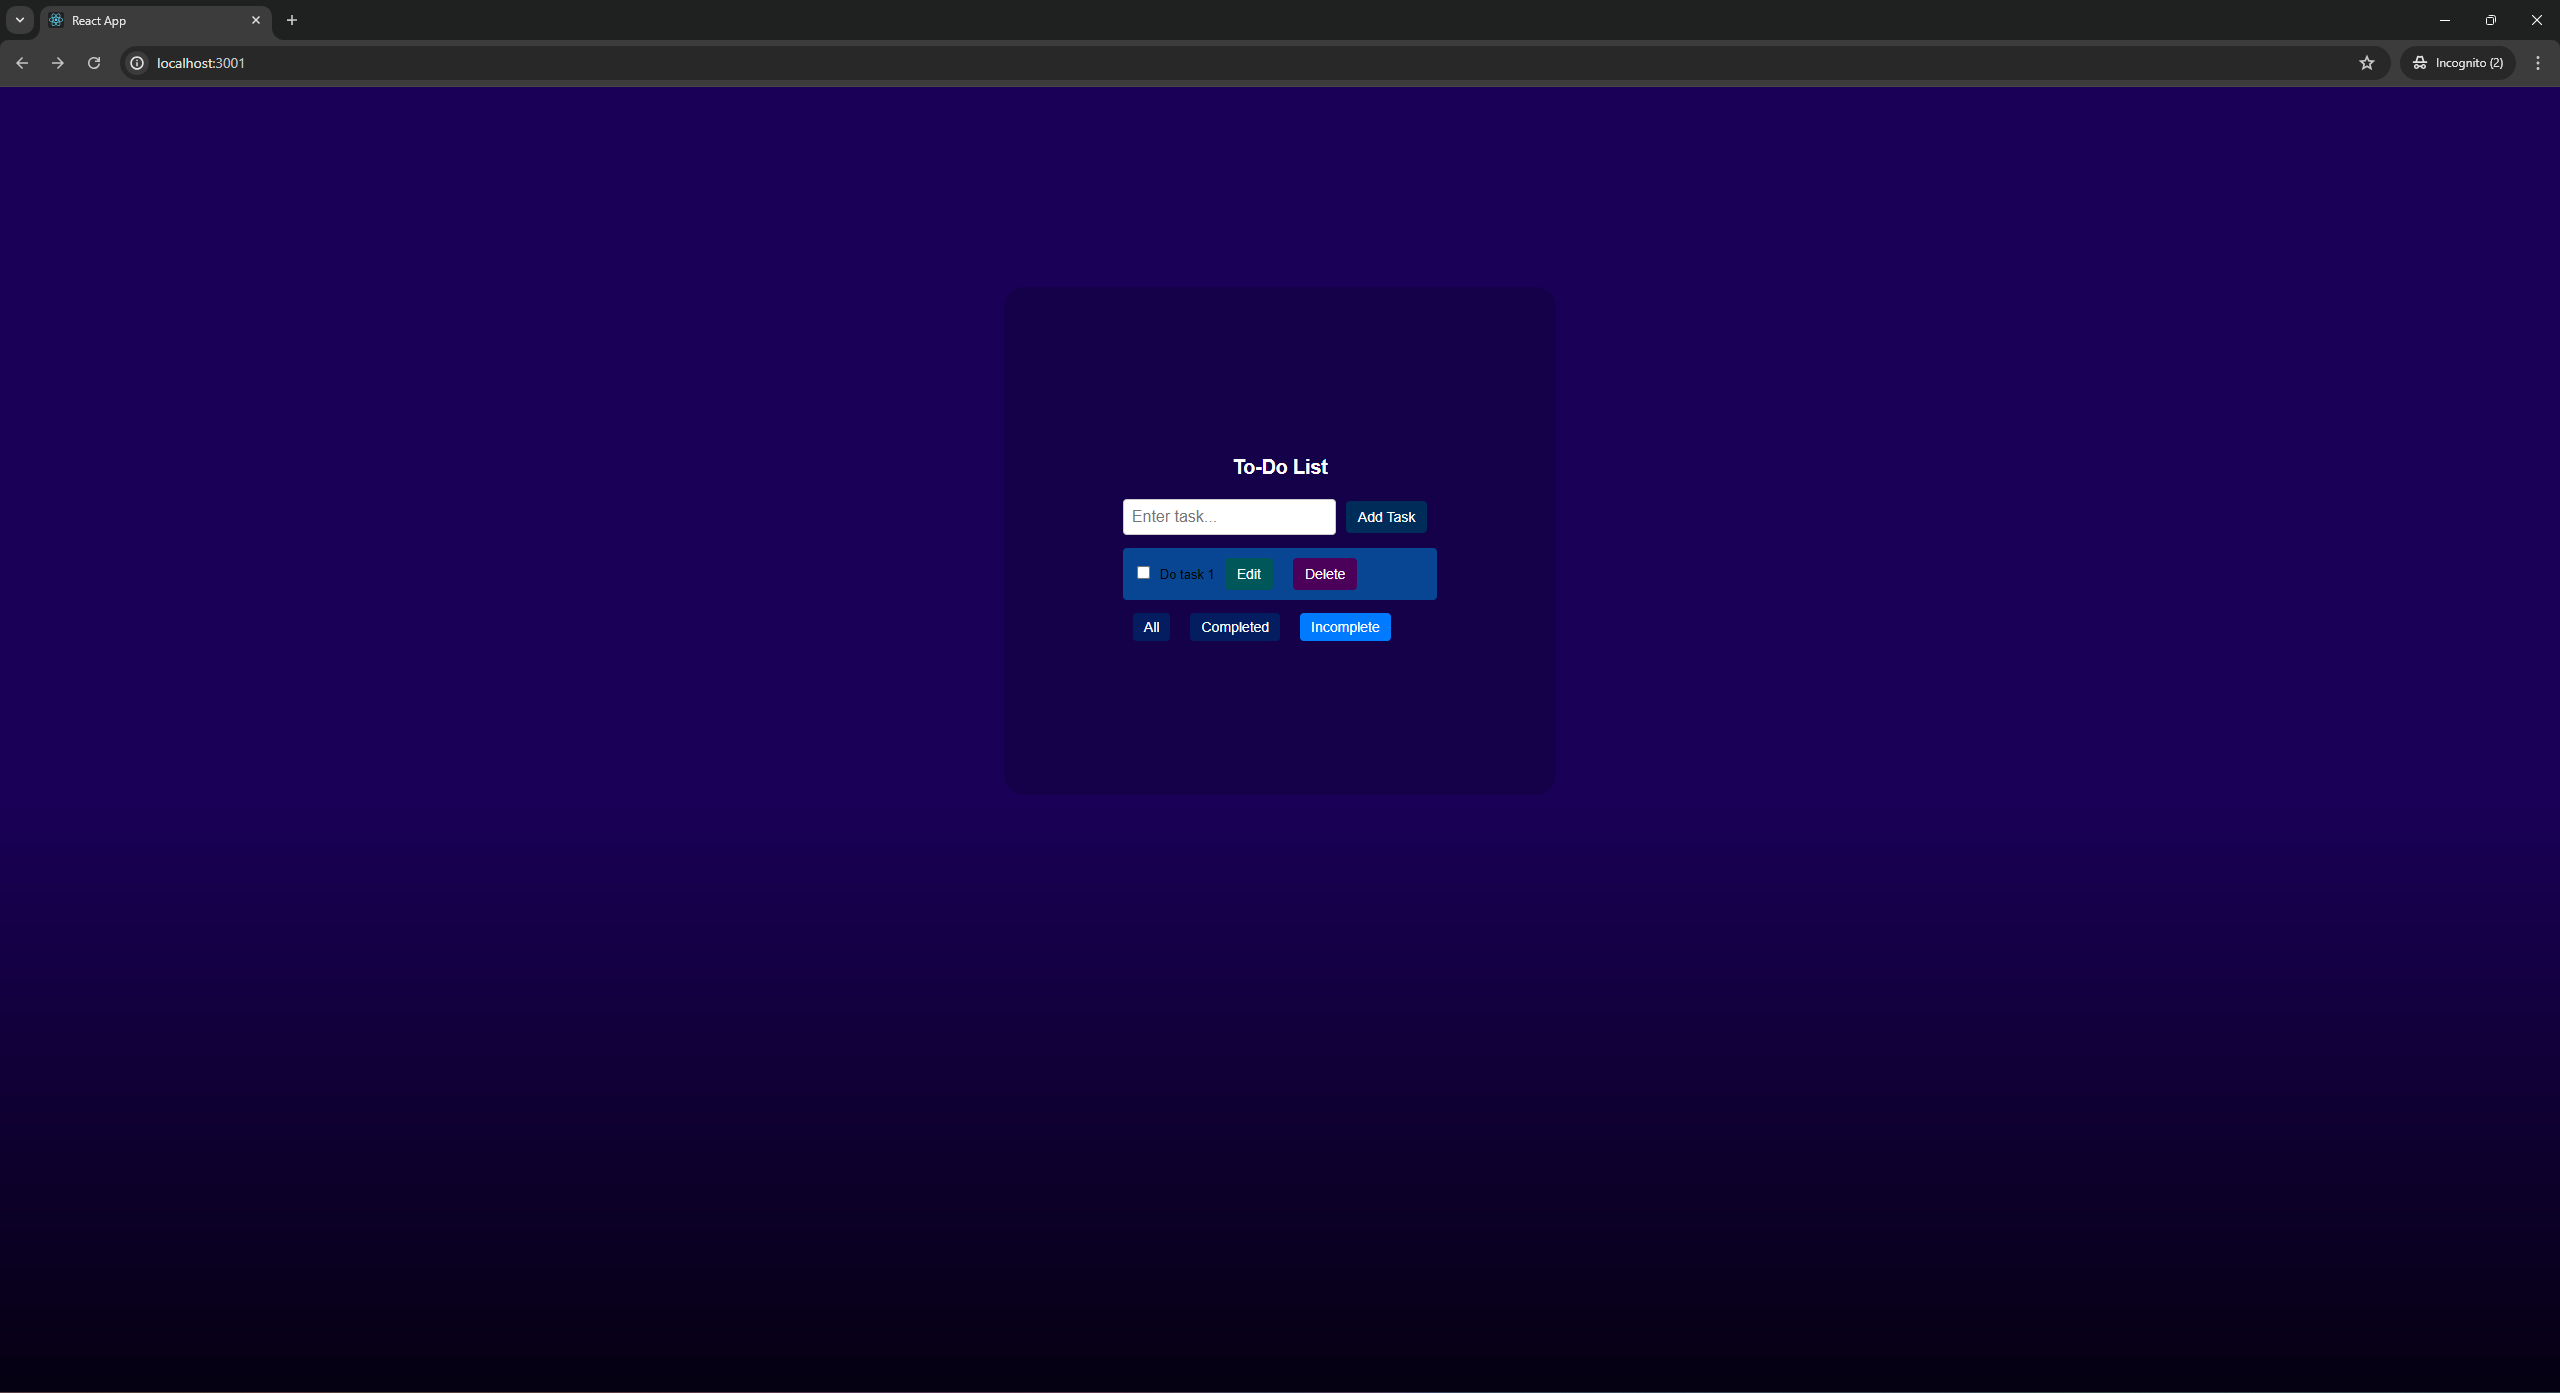 React App
localhost:3001
Incognito (2)
To-Do List
Enter task...
Add Task
Do task 1
Edit
Delete
All
Completed
Incomplete